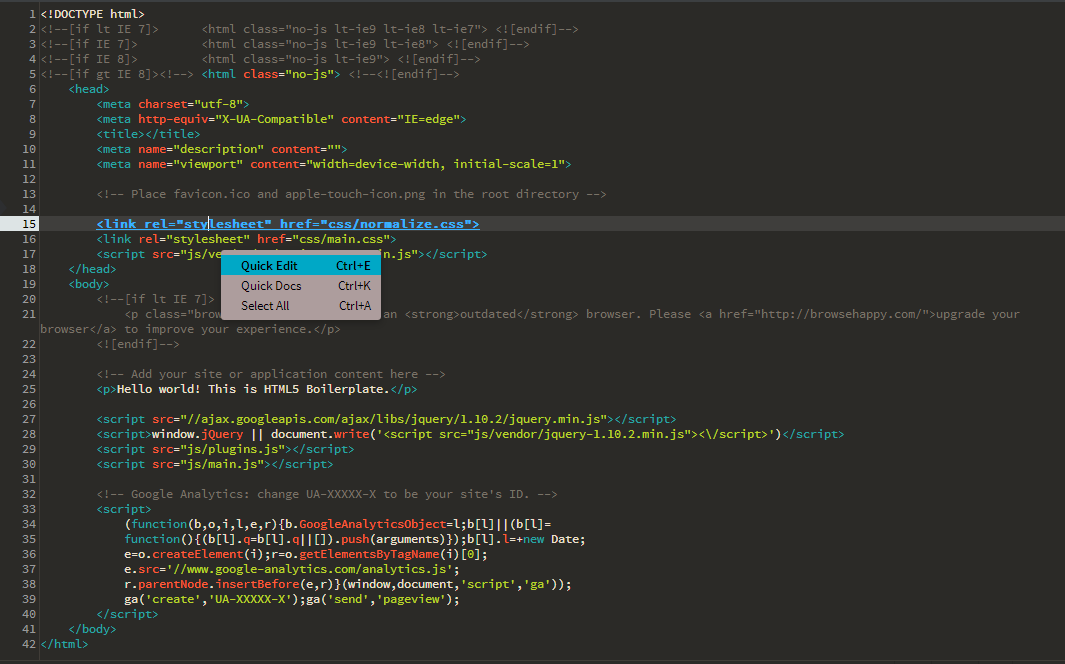 1 <!DOCTYPE html>
2 <!--[if lt IE 7]>      <html class="no-js lt-ie9 lt-ie8 lt-ie7"> <![endif]-->
3 <!--[if IE 7]>         <html class="no-js lt-ie9 lt-ie8"> <![endif]-->
4 <!--[if IE 8]>         <html class="no-js lt-ie9"> <![endif]-->
5 <!--[if gt IE 8]><!--> <html class="no-js"> <!--<![endif]-->
6     <head>
7         <meta charset="utf-8">
8         <meta http-equiv="X-UA-Compatible" content="IE=edge">
9         <title></title>
10         <meta name="description" content="">
11         <meta name="viewport" content="width=device-width, initial-scale=1">
12
13         <!-- Place favicon.ico and apple-touch-icon.png in the root directory -->
14
15         <link rel="stylesheet" href="css/normalize.css">
16         <link rel="stylesheet" href="css/main.css">
17         <script src="js/ n.js"></script>
Quick Edit Ctrl+E
18     </head>
19     <body>
Quick Docs Ctrl+K
20         <!--[if lt IE 7]>
Select All Ctrl+A
21             <p class="brow an <strong>outdated</strong> browser. Please <a href="http://browsehappy.com/">upgrade your
browser</a> to improve your experience.</p>
22         <![endif]-->
23
24         <!-- Add your site or application content here -->
25         <p>Hello world! This is HTML5 Boilerplate.</p>
26
27         <script src="//ajax.googleapis.com/ajax/libs/jquery/1.10.2/jquery.min.js"></script>
28         <script>window.jQuery || document.write('<script src="js/vendor/jquery-1.10.2.min.js"><\/script>')</script>
29         <script src="js/plugins.js"></script>
30         <script src="js/main.js"></script>
31
32         <!-- Google Analytics: change UA-XXXXX-X to be your site's ID. -->
33         <script>
34             (function(b,o,i,l,e,r){b.GoogleAnalyticsObject=l;b[l]||(b[l]=
35             function(){(b[l].q=b[l].q||[]).push(arguments)});b[l].l=+new Date;
36             e=o.createElement(i);r=o.getElementsByTagName(i)[0];
37             e.src='//www.google-analytics.com/analytics.js';
38             r.parentNode.insertBefore(e,r)}(window,document,'script','ga'));
39             ga('create','UA-XXXXX-X');ga('send','pageview');
40         </script>
41     </body>
42 </html>